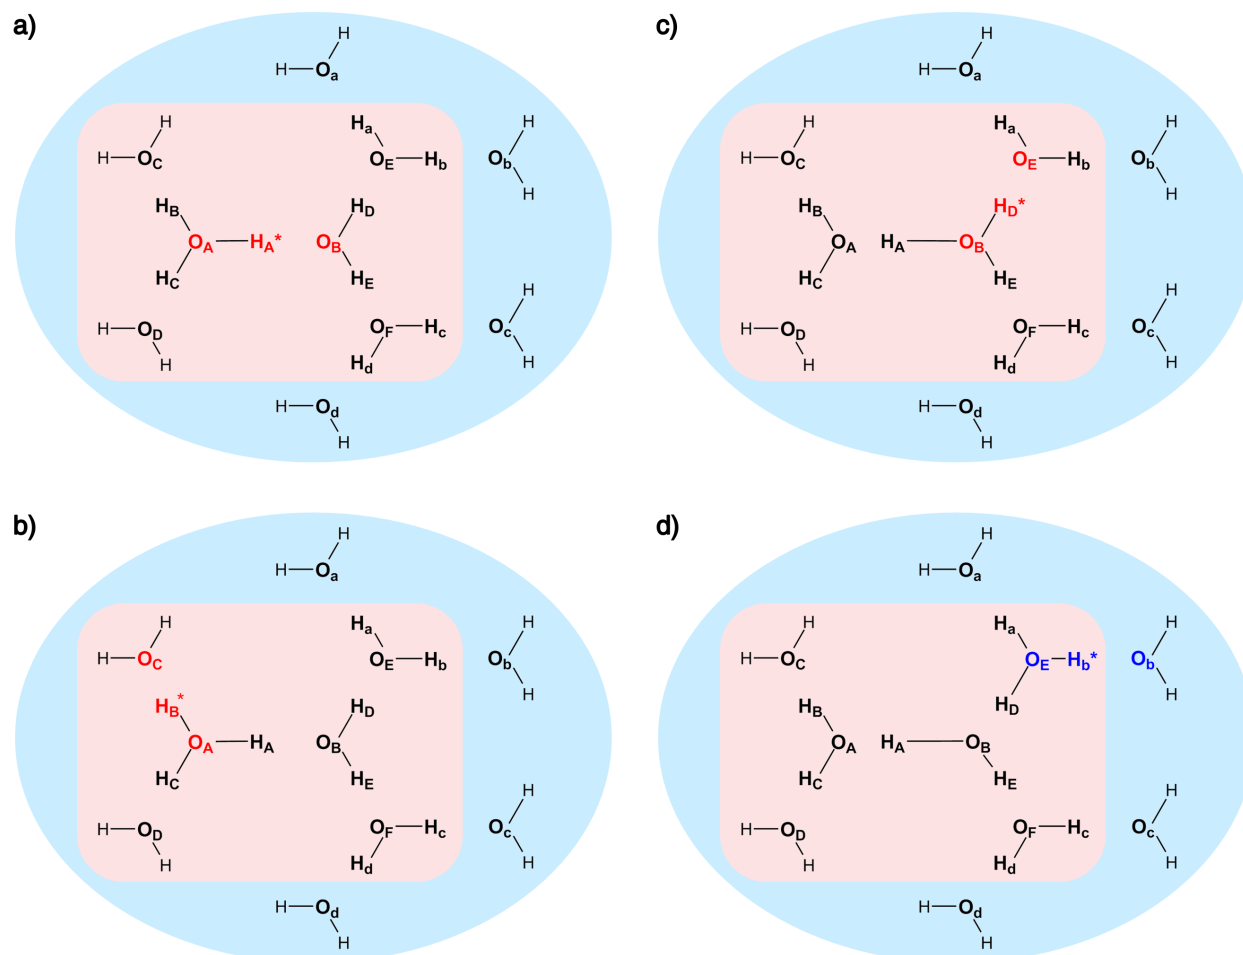 a)
H
H Oa
H Ha
H OC OE Hb Ob
H
HB HD
OA HA* OB
HC HE
H
H OD OF Hc Oc
H Hd H
H Od
H
b)
H
H Oa
H Ha
H OC OE Hb Ob
H
HB* HD
OA HA OB
HC HE
H
H OD OF Hc Oc
H Hd H
H Od
H
c)
H
H Oa
H Ha
H OC OE Hb Ob
H
HB HD*
OA HA OB
HC HE
H
H OD OF Hc Oc
H Hd H
H Od
H
d)
H
H Oa
H Ha
H OC OE Hb* Ob
H
HB HD
OA HA OB
HC HE
H
H OD OF Hc Oc
H Hd H
H Od
H